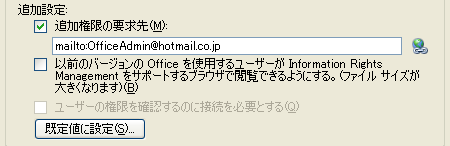 追加設定:
追加権限の要求先(M):
mailto:OfficeAdmin@hotmail.co.jp
以前のバージョンの Office を使用するユーザーが Information Rights
Management をサポートするブラウザで閲覧できるようにする。(ファイル サイズが
大きくなります)(B)
ユーザーの権限を確認するのに接続を必要とする(Q)
既定値に設定(S)...